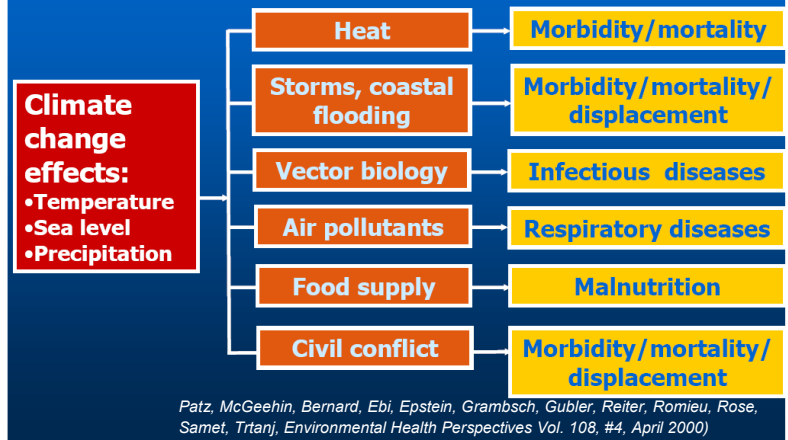 Climate
change
effects:
•Temperature
•Sea level
•Precipitation
Heat
Morbidity/mortality
Storms, coastal
flooding
Morbidity/mortality/
displacement
Vector biology
Infectious diseases
Air pollutants
Respiratory diseases
Food supply
Malnutrition
Civil conflict
Morbidity/mortality/
displacement
Patz, McGeehin, Bernard, Ebi, Epstein, Grambsch, Gubler, Reiter, Romieu, Rose,
Samet, Trtanj, Environmental Health Perspectives Vol. 108, #4, April 2000)